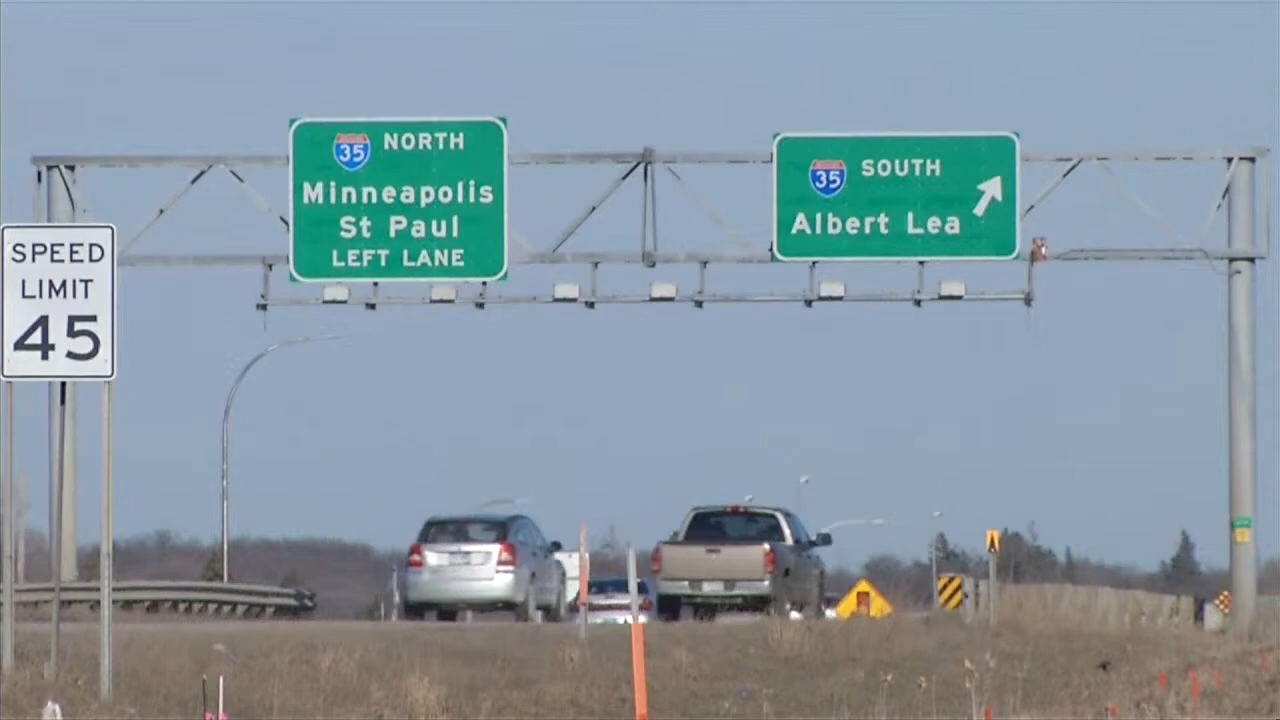 SPEED
LIMIT
45
35 NORTH
Minneapolis
St Paul
LEFT LANE
35 SOUTH
Albert Lea